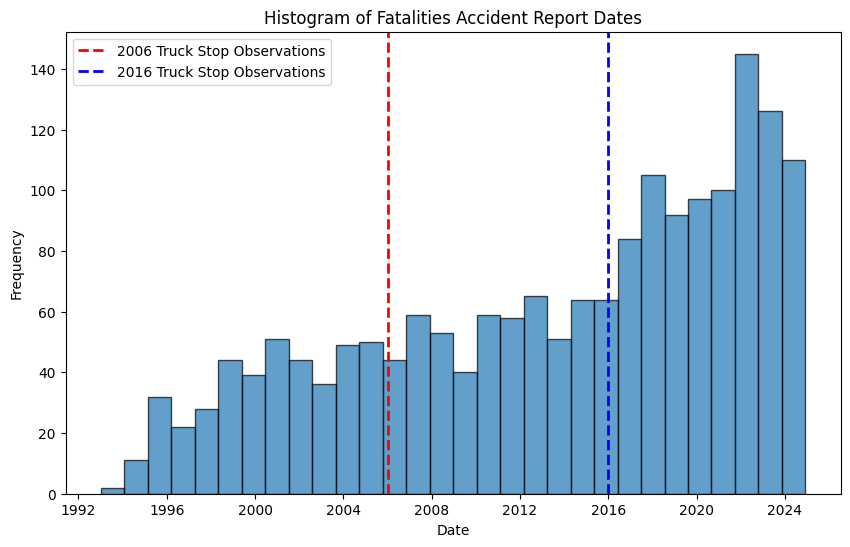 Histogram of Fatalities Accident Report Dates
2006 Truck Stop Observations
2016 Truck Stop Observations
140
120
100
80
60
40
20
0
Frequency
1992 1996 2000 2004 2008 2012 2016 2020 2024
Date